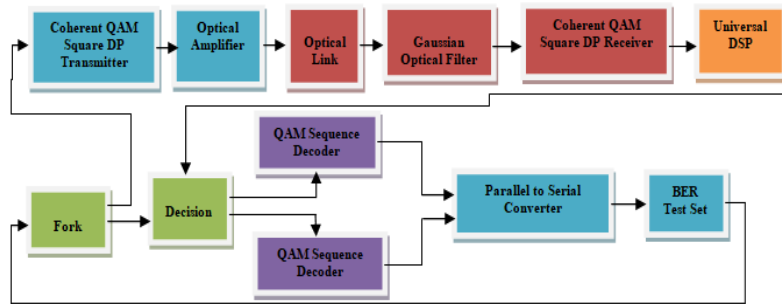 Coherent QAM
Square DP
Transmitter
Optical
Amplifier
Optical
Link
Gaussian
Optical Filter
Coherent QAM
Square DP Receiver
Universal
DSP
QAM Sequence
Decoder
Fork
Decision
Parallel to Serial
Converter
BER
Test Set
QAM Sequence
Decoder